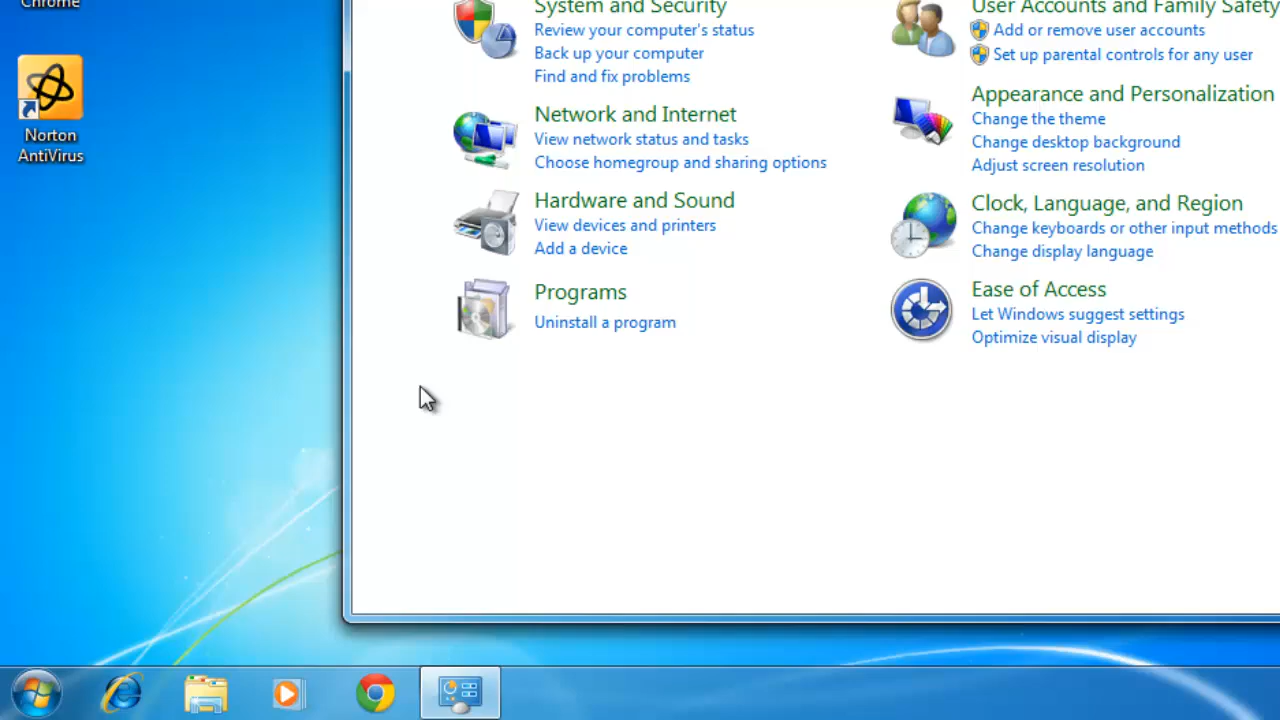 Chrome
Norton
AntiVirus
System and Security
Review your computer's status
Back up your computer
Find and fix problems
Network and Internet
View network status and tasks
Choose homegroup and sharing options
Hardware and Sound
View devices and printers
Add a device
Programs
Uninstall a program
User Accounts and Family Safety
Add or remove user accounts
Set up parental controls for any user
Appearance and Personalization
Change the theme
Change desktop background
Adjust screen resolution
Clock, Language, and Region
Change keyboards or other input methods
Change display language
Ease of Access
Let Windows suggest settings
Optimize visual display